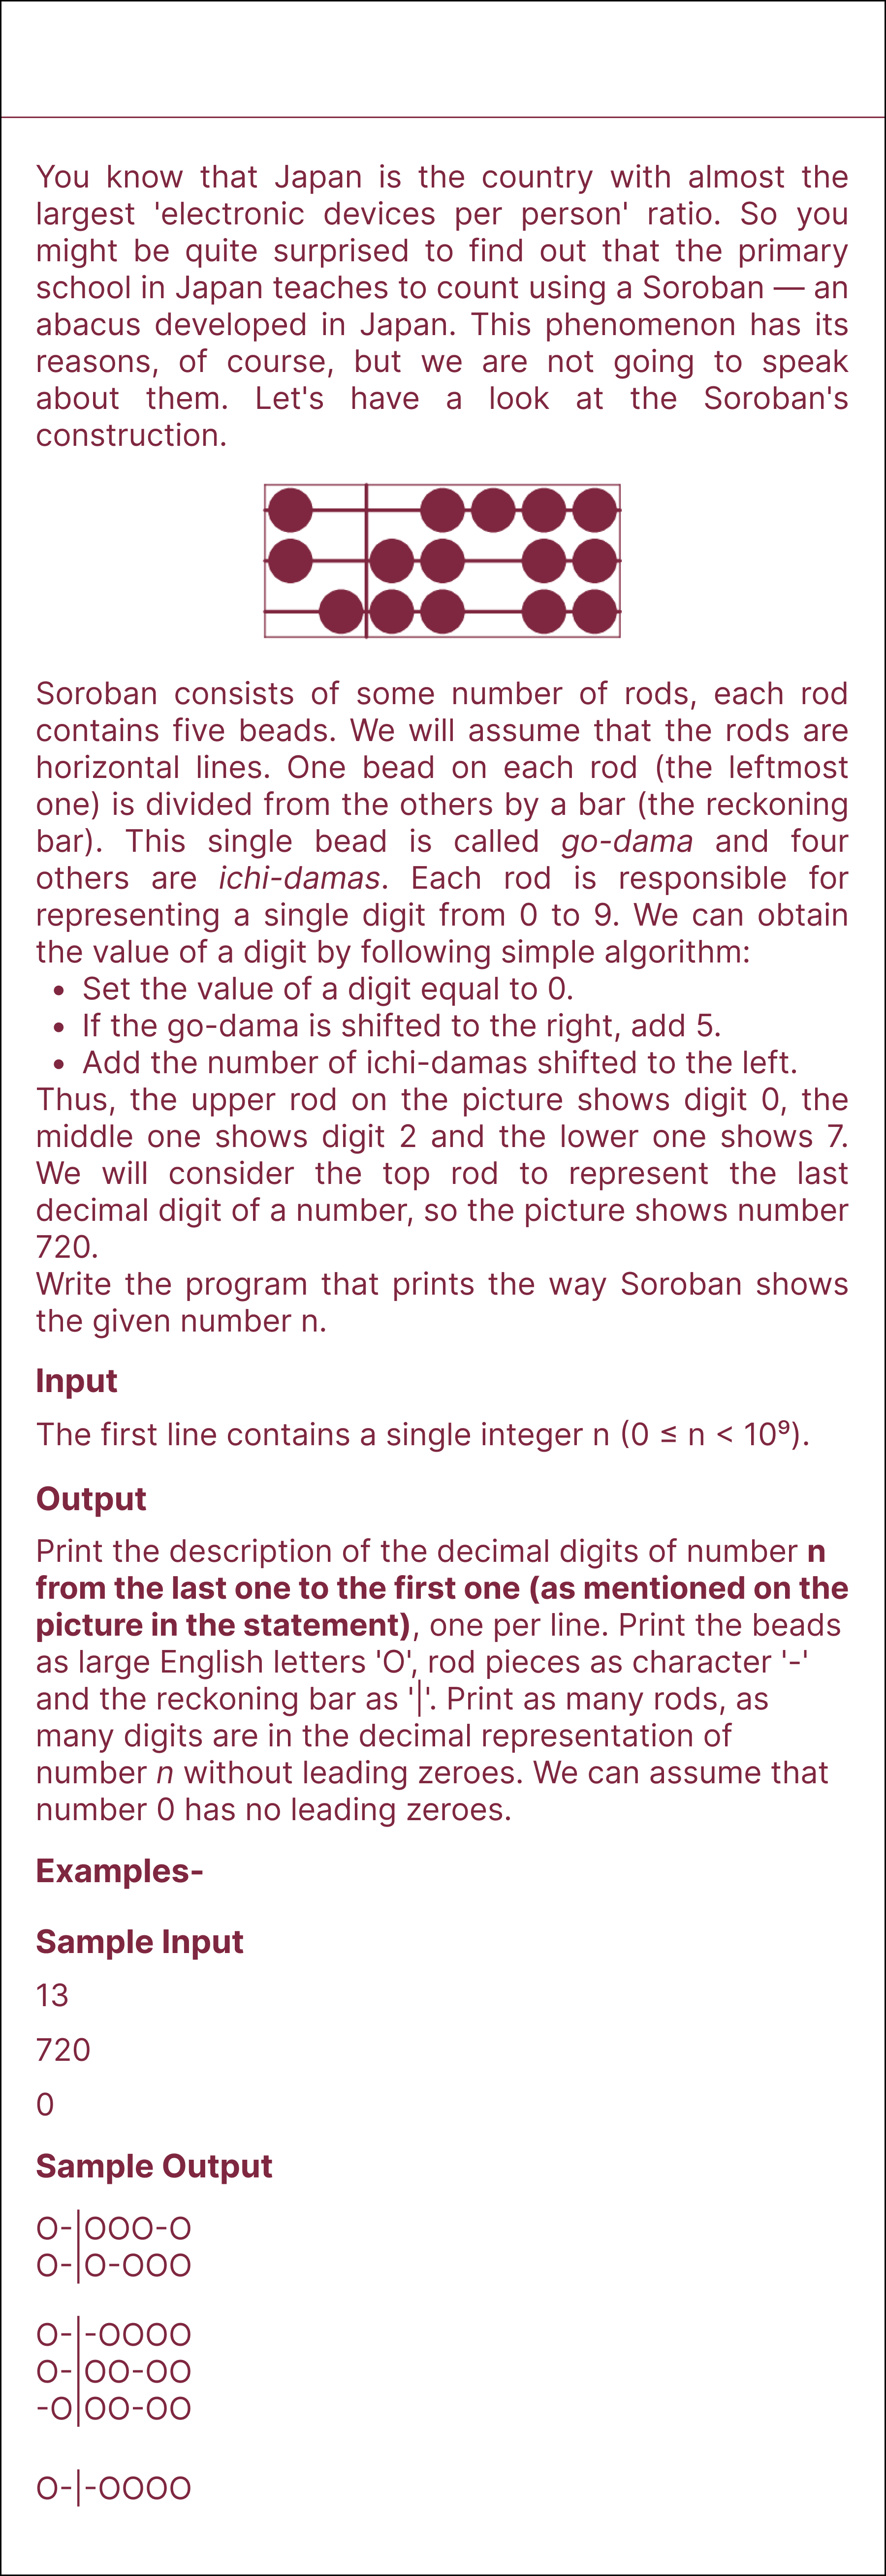 You know that Japan is the country with almost the
largest 'electronic devices per person' ratio. So you
might be quite surprised to find out that the primary
school in Japan teaches to count using a Soroban — an
abacus developed in Japan. This phenomenon has its
reasons, of course, but we are not going to speak
about them. Let's have a look at the Soroban's
construction.
Soroban consists of some number of rods, each rod
contains five beads. We will assume that the rods are
horizontal lines. One bead on each rod (the leftmost
one) is divided from the others by a bar (the reckoning
bar). This single bead is called go-dama and four
others are ichi-damas. Each rod is responsible for
representing a single digit from 0 to 9. We can obtain
the value of a digit by following simple algorithm:
• Set the value of a digit equal to 0.
• If the go-dama is shifted to the right, add 5.
• Add the number of ichi-damas shifted to the left.
Thus, the upper rod on the picture shows digit 0, the
middle one shows digit 2 and the lower one shows 7.
We will consider the top rod to represent the last
decimal digit of a number, so the picture shows number
720.
Write the program that prints the way Soroban shows
the given number n.
Input
The first line contains a single integer n (0 ≤ n < 10⁹).
Output
Print the description of the decimal digits of number n
from the last one to the first one (as mentioned on the
picture in the statement), one per line. Print the beads
as large English letters 'O', rod pieces as character '-'
and the reckoning bar as '|'. Print as many rods, as
many digits are in the decimal representation of
number n without leading zeroes. We can assume that
number 0 has no leading zeroes.
Examples-
Sample Input
13
720
0
Sample Output
O-|OOO-O
O-|O-OOO
O-|-OOOO
O-|OO-OO
-O|OO-OO
O-|-OOOO